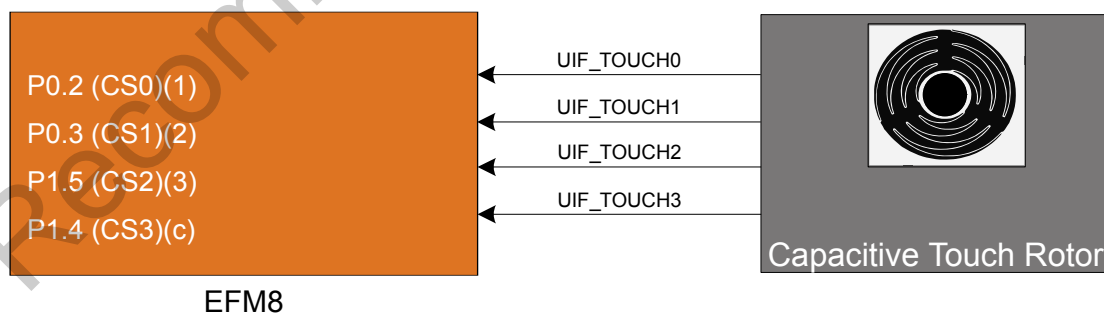 P0.2 (CS0)(1)
P0.3 (CS1)(2)
P1.5 (CS2)(3)
P1.4 (CS3)(c)
EFM8
UIF_TOUCH0
UIF_TOUCH1
UIF_TOUCH2
UIF_TOUCH3
Capacitive Touch Rotor